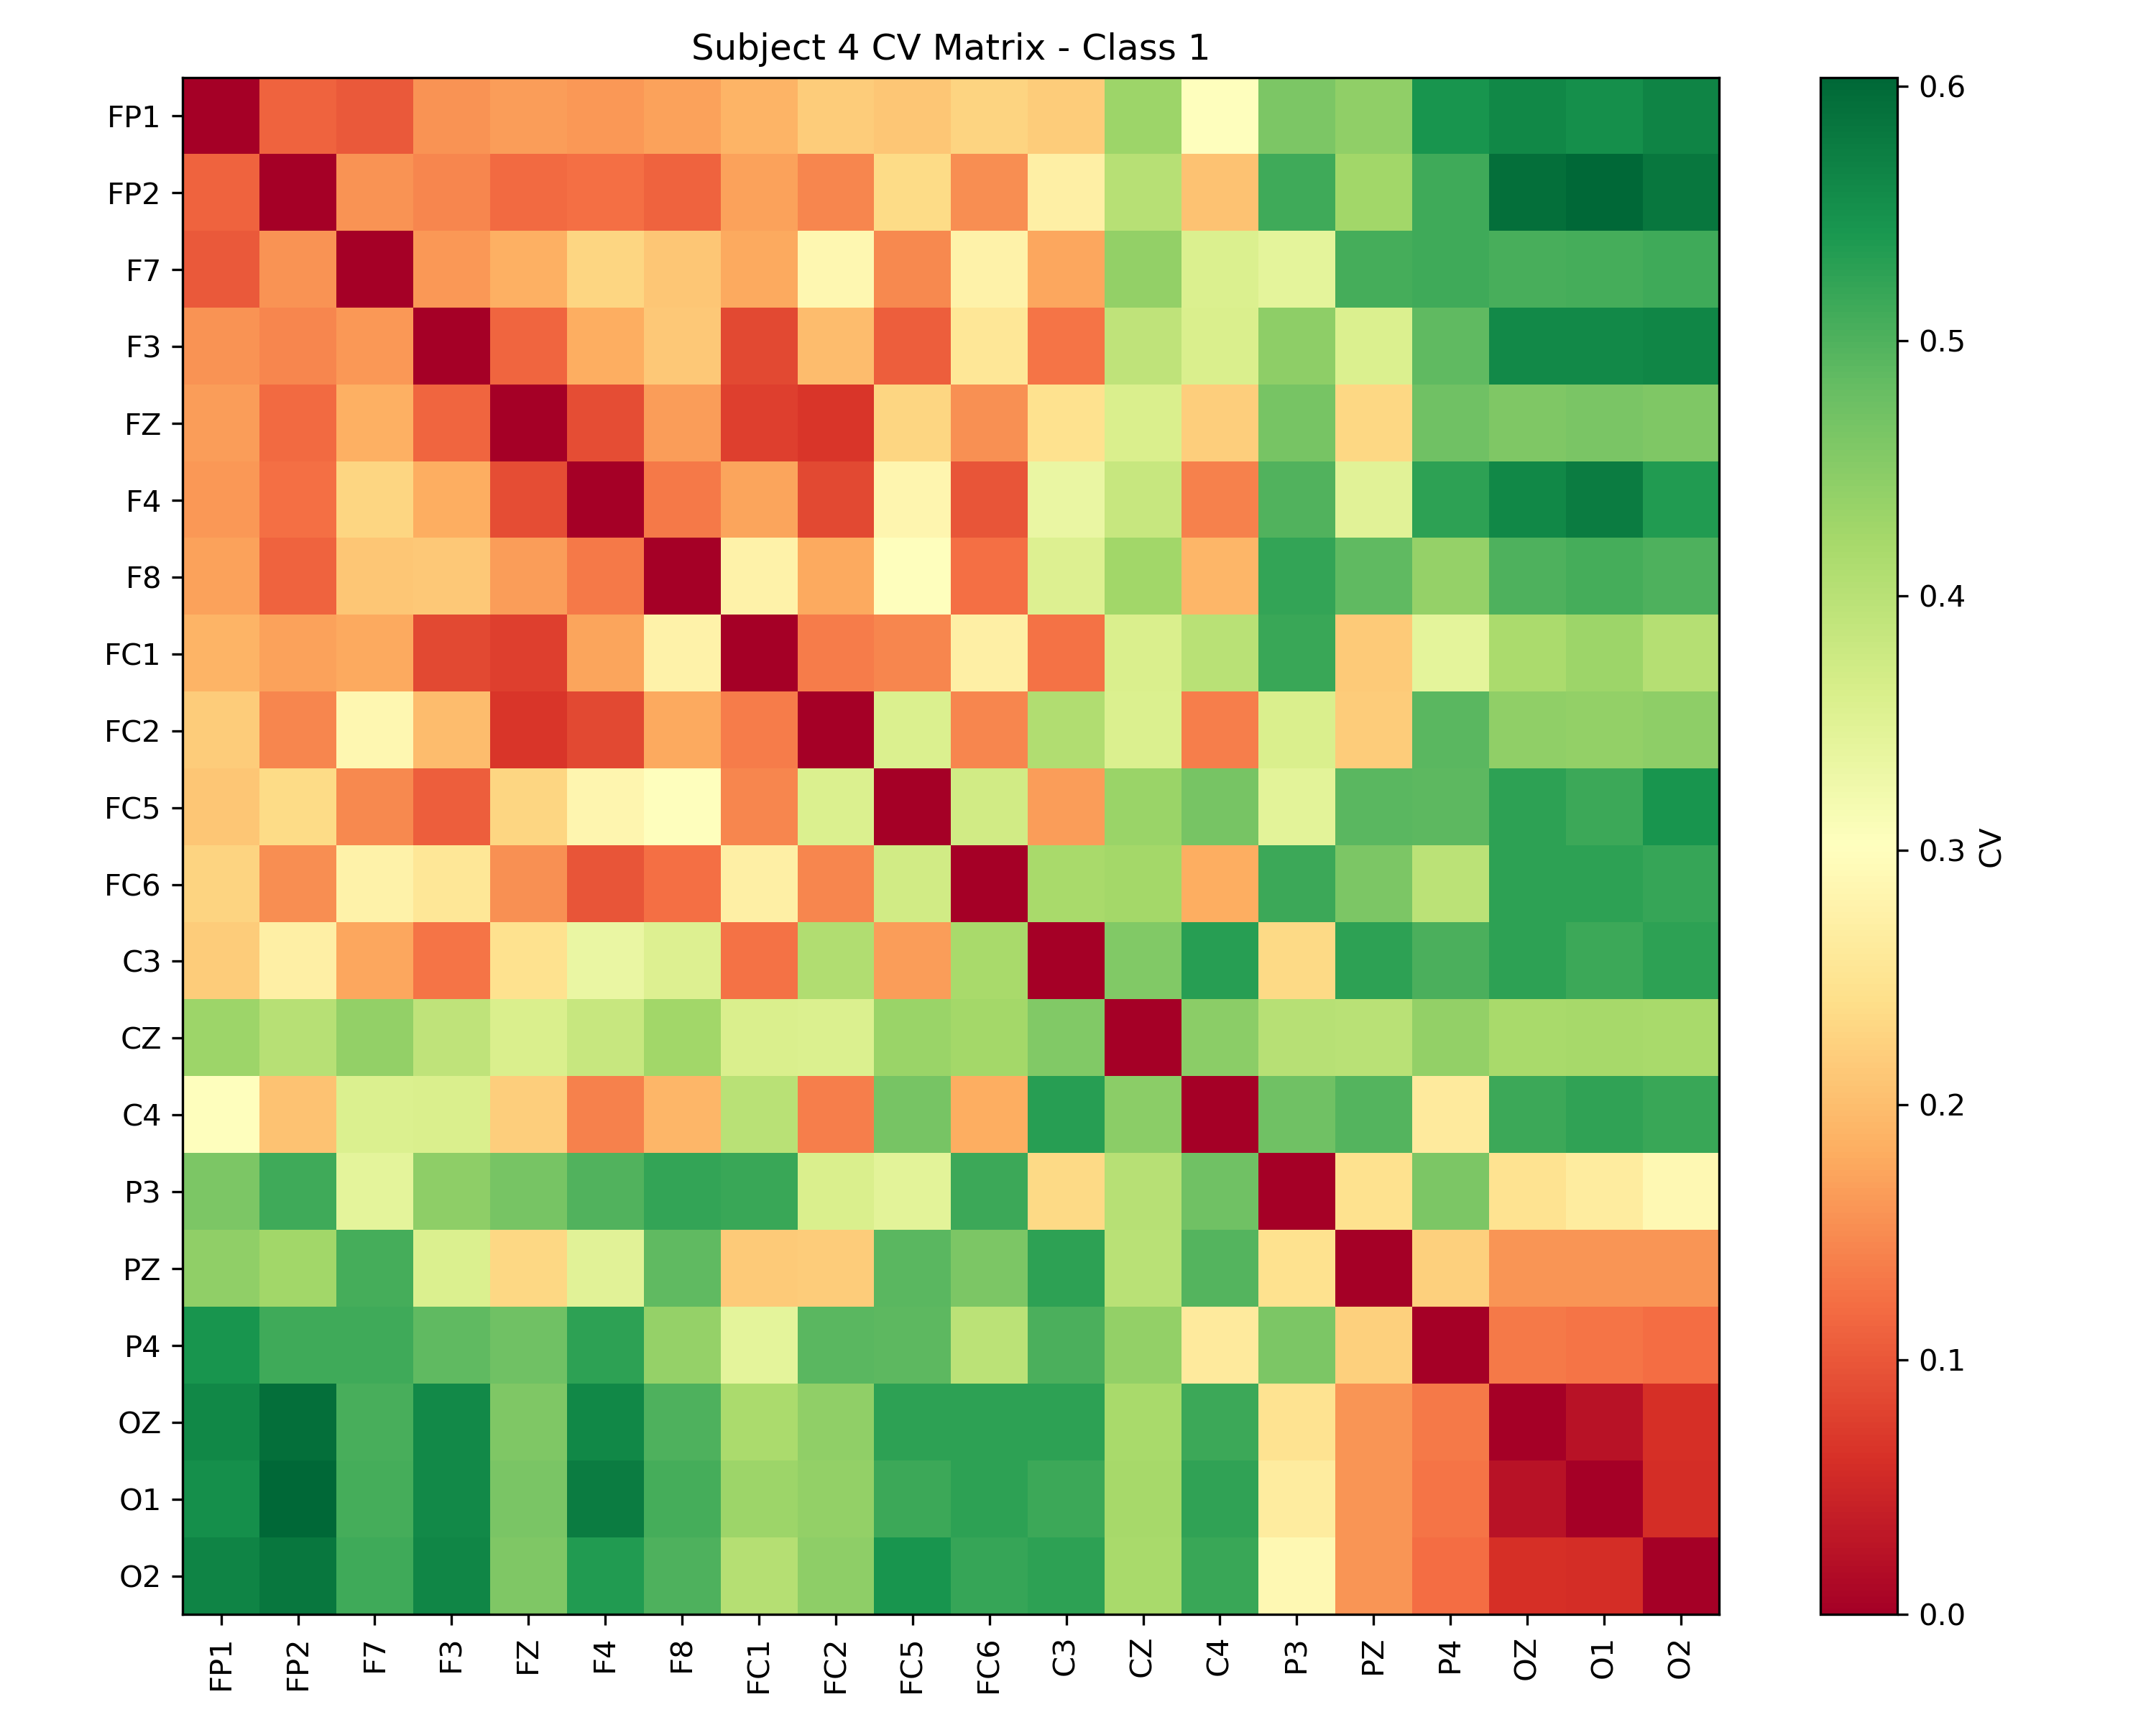 Subject 4 CV Matrix - Class 1
FP1
FP2
F7
F3
FZ
F4
F8
FC1
FC2
FC5
FC6
C3
CZ
C4
P3
PZ
P4
OZ
O1
O2
FP1 FP2 F7 F3 FZ F4 F8 FC1 FC2 FC5 FC6 C3 CZ C4 P3 PZ P4 OZ O1 O2
0.6
0.5
0.4
0.3
0.2
0.1
0.0
CV